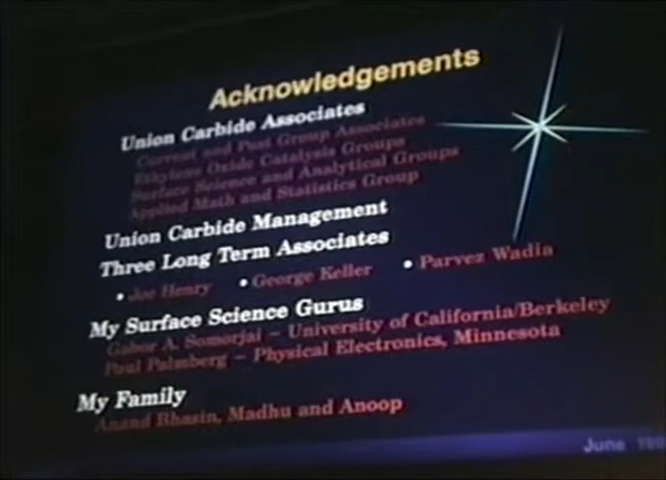 Acknowledgements
Union Carbide Associates
Current and Past Group Associates
Ethylene Oxide Catalysis Groups
Surface Science and Analytical Groups
Applied Math and Statistics Group
Union Carbide Management
Three Long Term Associates
• Joe Henry • George Keller • Parvez Wadia
My Surface Science Gurus
Gabor A. Somorjai – University of California/Berkeley
Paul Palmberg – Physical Electronics, Minnesota
My Family
Anand Bhasin, Madhu and Anoop
June